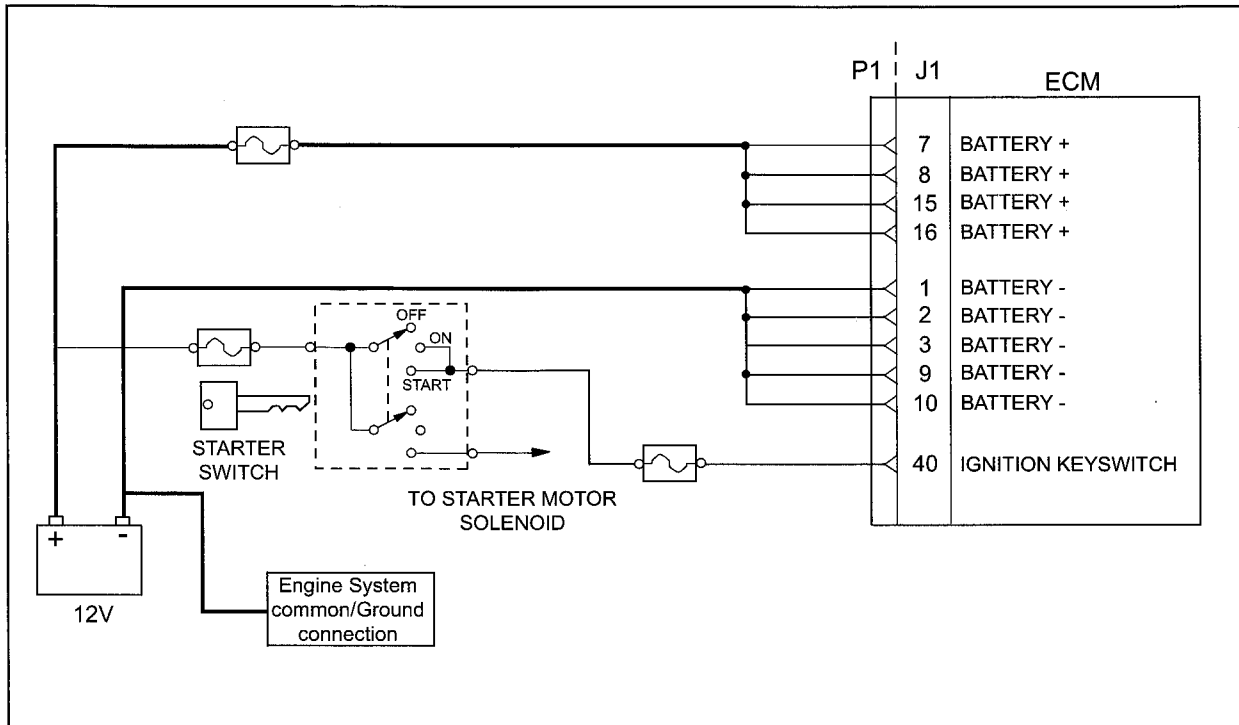 P1 J1
ECM
7 BATTERY +
8 BATTERY +
15 BATTERY +
16 BATTERY +
1 BATTERY -
2 BATTERY -
3 BATTERY -
9 BATTERY -
10 BATTERY -
40 IGNITION KEYSWITCH
OFF
ON
START
STARTER
SWITCH
TO STARTER MOTOR
SOLENOID
+ -
12V
Engine System
common/Ground
connection